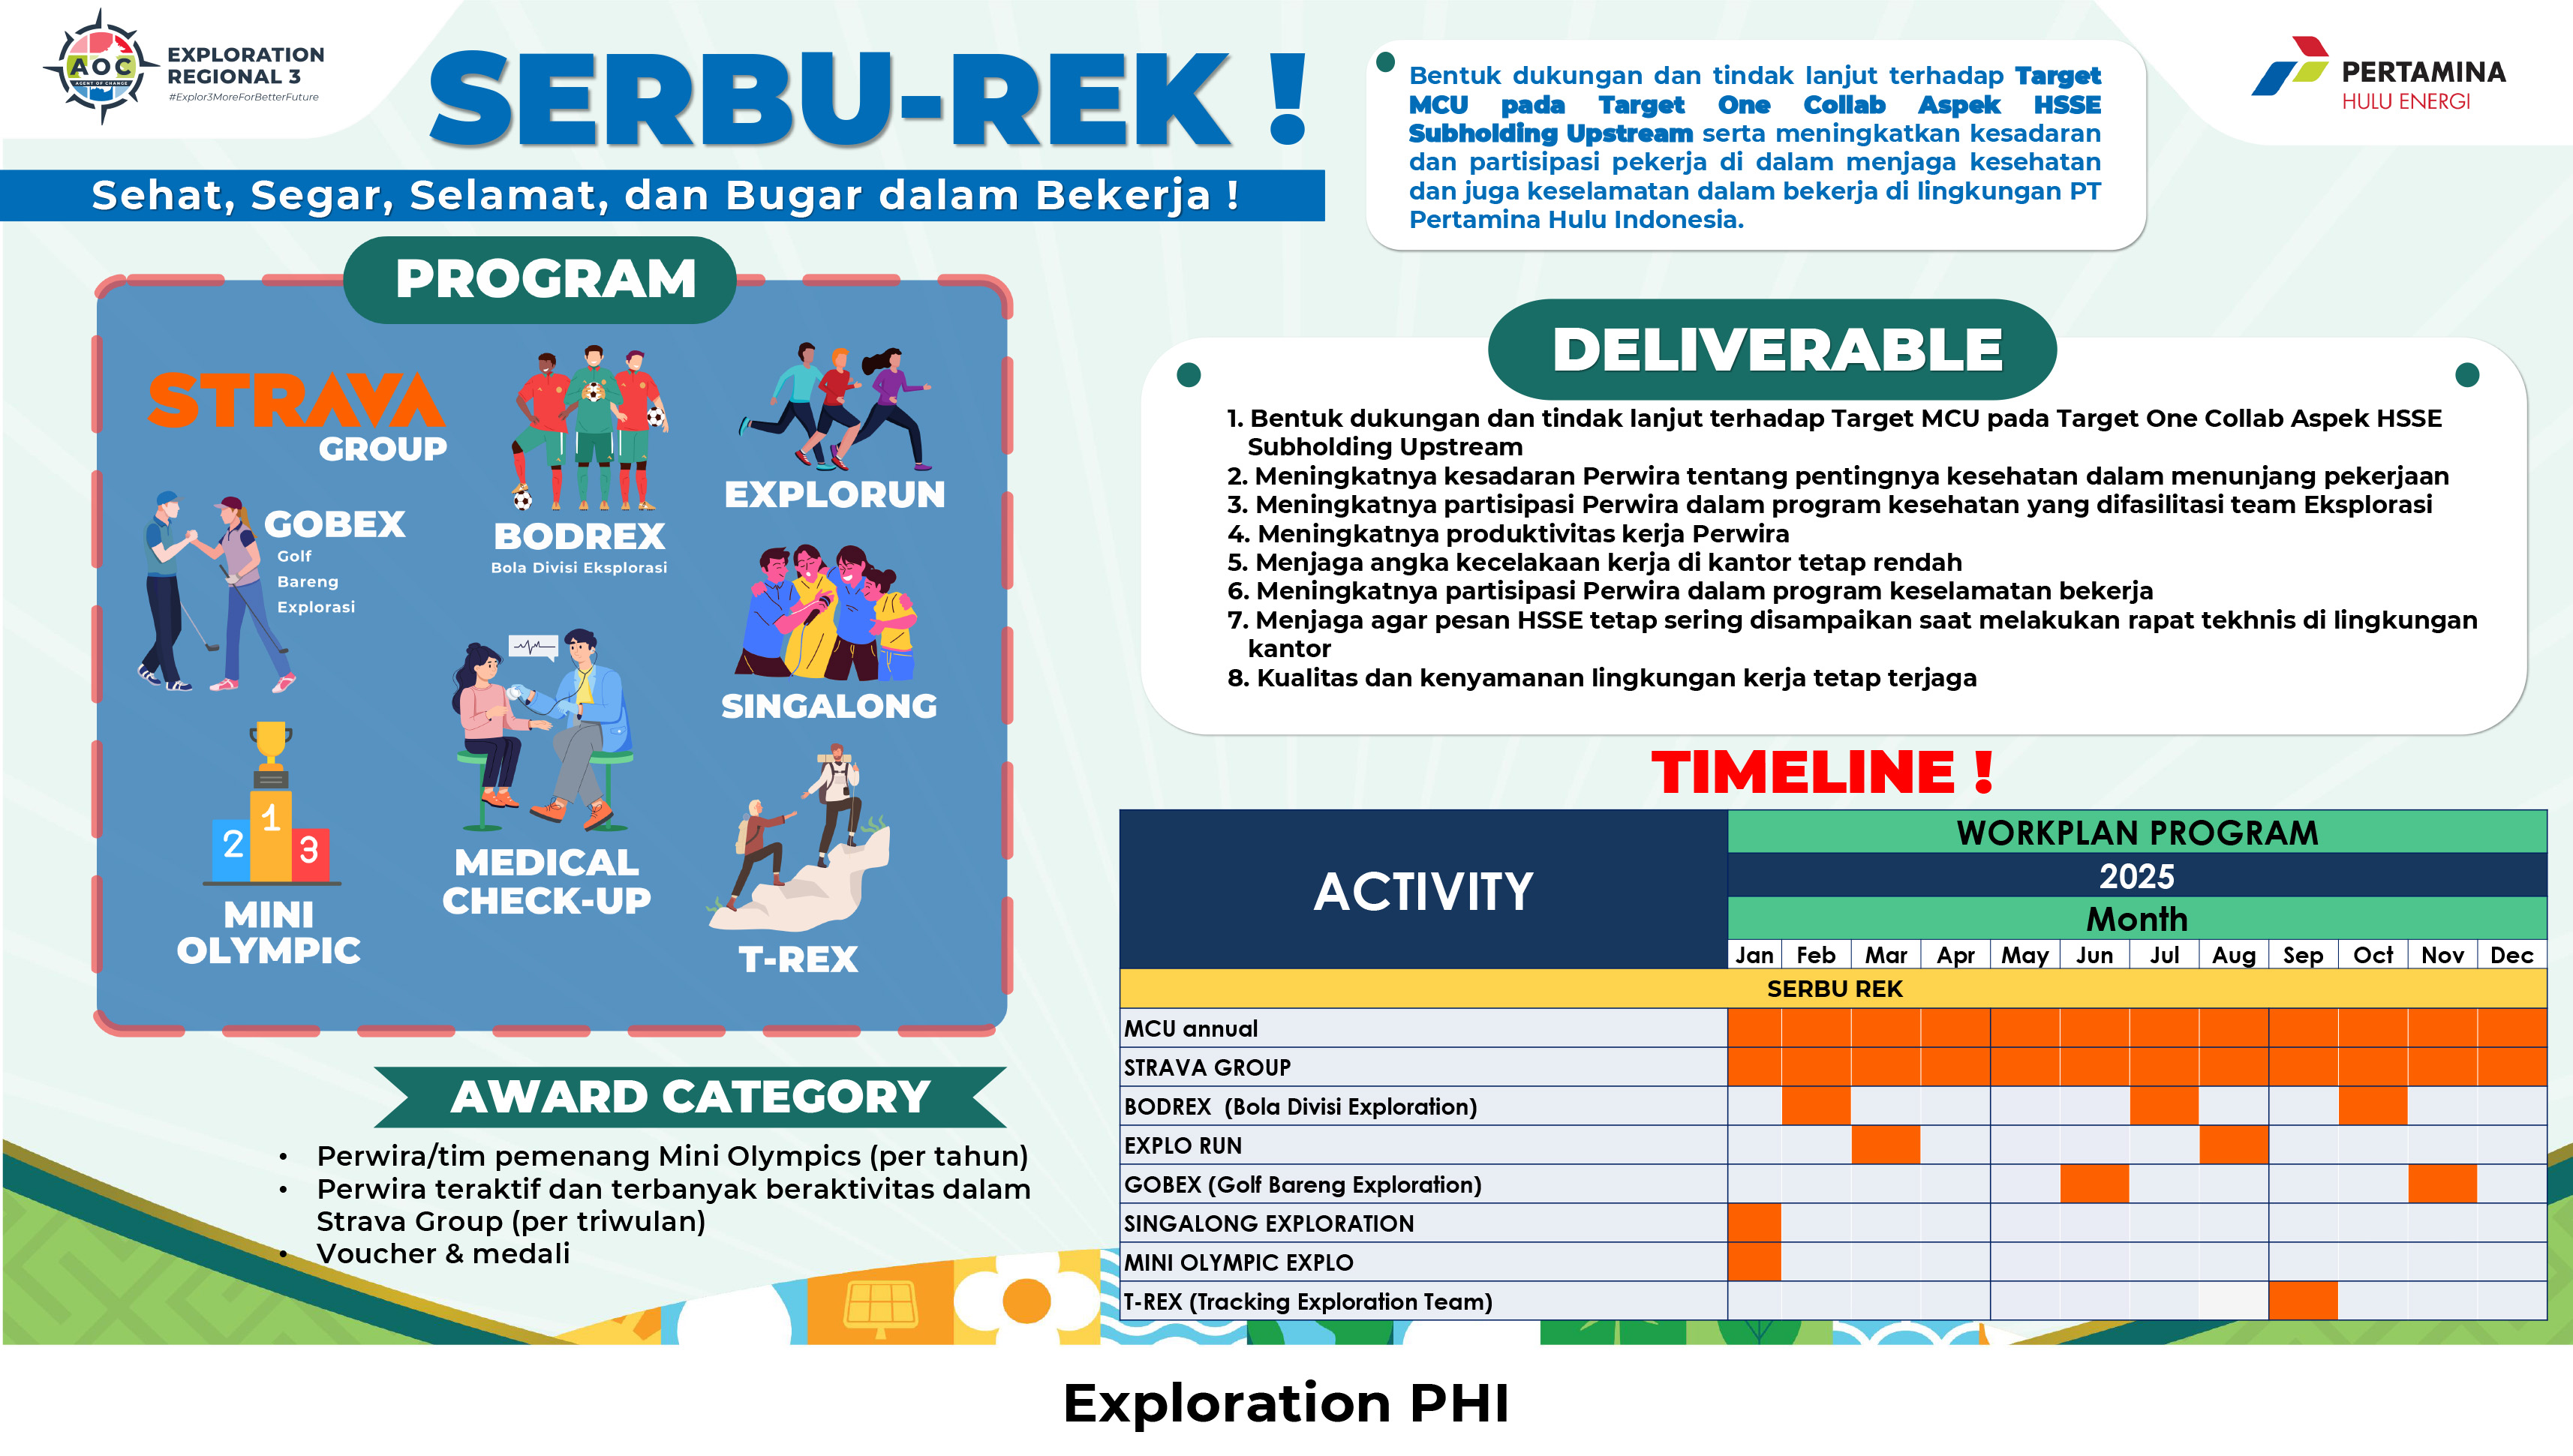 AOC
AGENT OF CHANGE
EXPLORATION
REGIONAL 3
#Explor3MoreForBetterFuture
SERBU-REK !
Sehat, Segar, Selamat, dan Bugar dalam Bekerja !
Bentuk dukungan dan tindak lanjut terhadap Target
MCU pada Target One Collab Aspek HSSE
Subholding Upstream serta meningkatkan kesadaran
dan partisipasi pekerja di dalam menjaga kesehatan
dan juga keselamatan dalam bekerja di lingkungan PT
Pertamina Hulu Indonesia.
PERTAMINA
HULU ENERGI
PROGRAM
STRAVA
GROUP
BODREX
Bola Divisi Eksplorasi
EXPLORUN
GOBEX
Golf
Bareng
Explorasi
SINGALONG
2
1
3
MINI
OLYMPIC
MEDICAL
CHECK-UP
T-REX
AWARD CATEGORY
• Perwira/tim pemenang Mini Olympics (per tahun)
• Perwira teraktif dan terbanyak beraktivitas dalam
Strava Group (per triwulan)
• Voucher & medali
DELIVERABLE
1. Bentuk dukungan dan tindak lanjut terhadap Target MCU pada Target One Collab Aspek HSSE
Subholding Upstream
2. Meningkatnya kesadaran Perwira tentang pentingnya kesehatan dalam menunjang pekerjaan
3. Meningkatnya partisipasi Perwira dalam program kesehatan yang difasilitasi team Eksplorasi
4. Meningkatnya produktivitas kerja Perwira
5. Menjaga angka kecelakaan kerja di kantor tetap rendah
6. Meningkatnya partisipasi Perwira dalam program keselamatan bekerja
7. Menjaga agar pesan HSSE tetap sering disampaikan saat melakukan rapat tekhnis di lingkungan
kantor
8. Kualitas dan kenyamanan lingkungan kerja tetap terjaga
TIMELINE !
ACTIVITY
WORKPLAN PROGRAM
2025
Month
Jan Feb Mar Apr May Jun Jul Aug Sep Oct Nov Dec
SERBU REK
MCU annual
STRAVA GROUP
BODREX (Bola Divisi Exploration)
EXPLO RUN
GOBEX (Golf Bareng Exploration)
SINGALONG EXPLORATION
MINI OLYMPIC EXPLO
T-REX (Tracking Exploration Team)
Exploration PHI